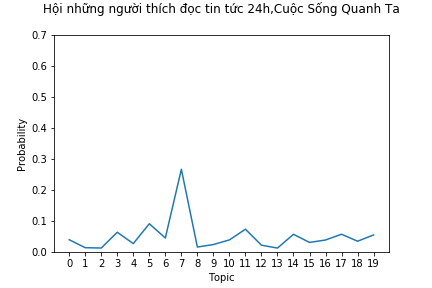 Hội những người thích đọc tin tức 24h,Cuộc Sống Quanh Ta
0.7
0.6
0.5
0.4
0.3
0.2
0.1
0.0
Probability
0 1 2 3 4 5 6 7 8 9 10 11 12 13 14 15 16 17 18 19
Topic